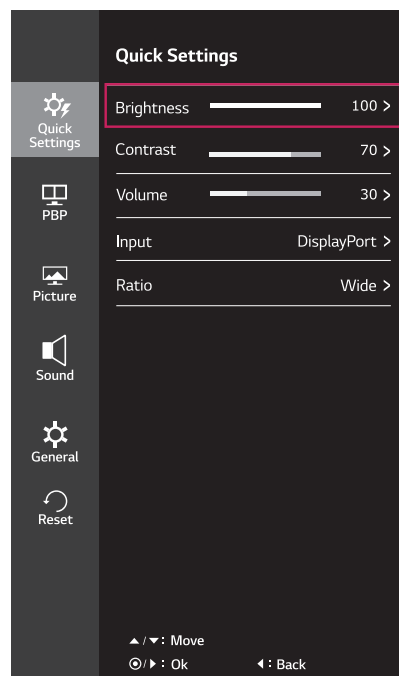 Quick Settings
Brightness 100 >
Contrast 70 >
Volume 30 >
Input DisplayPort >
Ratio Wide >
Quick
Settings
PBP
Picture
Sound
General
Reset
▲/▼: Move
◉/▶: Ok ◀: Back